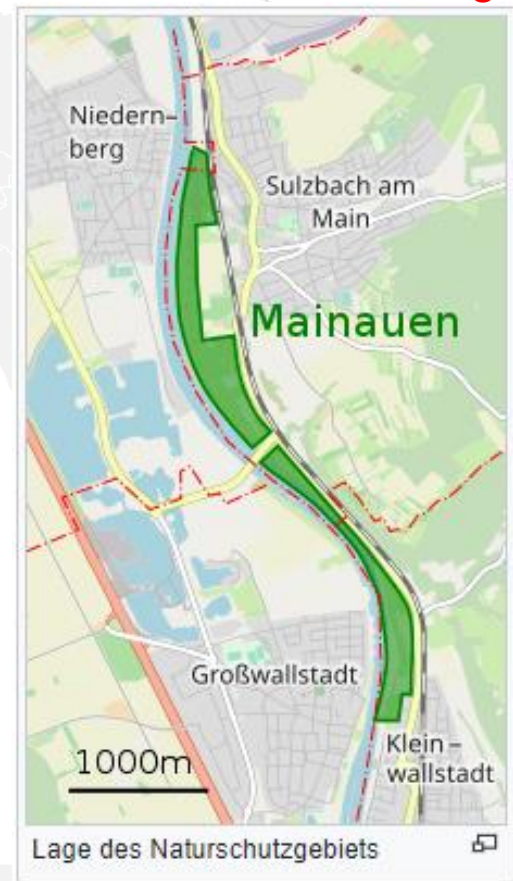 Niedern–
berg
Sulzbach am
Main
Mainauen
Großwallstadt
1000m
Klein–
wallstadt
Lage des Naturschutzgebiets